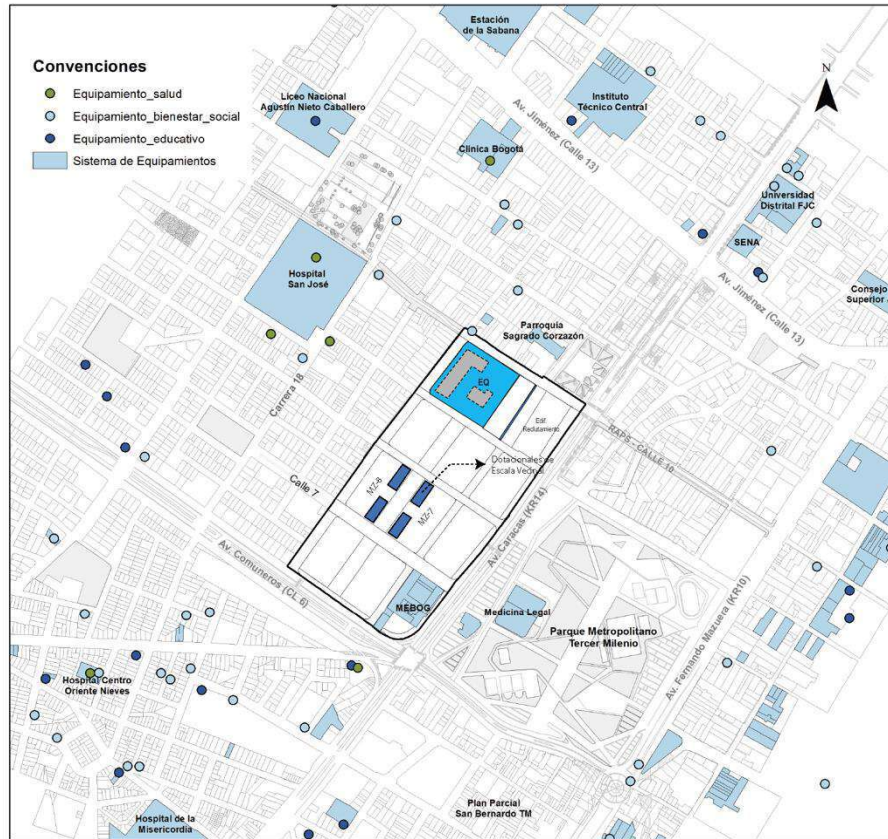 Estación
de la Sabana
Convenciones
Equipamiento_salud
Equipamiento_bienestar_social
Equipamiento_educativo
Sistema de Equipamientos
Liceo Nacional
Agustín Nieto Caballero
Instituto
Técnico Central
N
Av. Jiménez (Calle 13)
Clínica Bogotá
Universidad
Distrital FJC
SENA
Av. Jiménez (Calle 13)
Consejo
Superior
Hospital
San José
Parroquia
Sagrado Corzazón
Carrera 18
EQ
Edif.
Redutamiento
RAPS - CALLE 10
Dotacionales de
Escala Vecinal
Calle 7
MZ-8
MZ-7
Av. Caracas (KR14)
Av. Comuneros (CL 6)
MEBOG
Medicina Legal
Parque Metropolitano
Tercer Milenio
Av. Fernando Mazuera (KR10)
Hospital Centro
Oriente Nieves
Plan Parcial
San Bernardo TM
Hospital de la
Misericordia